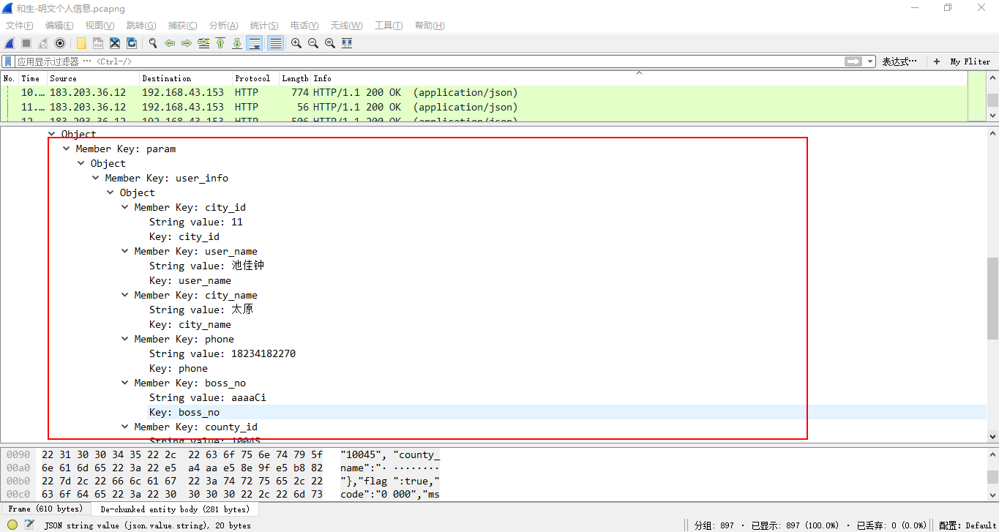 和生-明文个人信息.pcapng
文件(F) 编辑(E) 视图(V) 跳转(G) 捕获(C) 分析(A) 统计(S) 电话(Y) 无线(W) 工具(T) 帮助(H)
应用显示过滤器 … <Ctrl-/> 表达式… + My Fliter
No. Time Source Destination Protocol Length Info
10.… 183.203.36.12 192.168.43.153 HTTP 774 HTTP/1.1 200 OK (application/json)
11.… 183.203.36.12 192.168.43.153 HTTP 56 HTTP/1.1 200 OK (application/json)
12 183.203.36.12 192.168.43.153 HTTP 506 HTTP/1.1 200 OK (application/json)
Object
Member Key: param
Object
Member Key: user_info
Object
Member Key: city_id
String value: 11
Key: city_id
Member Key: user_name
String value: 池佳钟
Key: user_name
Member Key: city_name
String value: 太原
Key: city_name
Member Key: phone
String value: 18234182270
Key: phone
Member Key: boss_no
String value: aaaaCi
Key: boss_no
Member Key: county_id
String value: 10045
0090 22 31 30 30 34 35 22 2c 22 63 6f 75 6e 74 79 5f "10045", "county_
00a0 6e 61 6d 65 22 3a 22 e5 a4 aa e5 8e 9f e5 b8 82 name":"· ········
00b0 22 7d 2c 22 66 6c 61 67 22 3a 74 72 75 65 2c 22 "},"flag ":true,"
00c0 63 6f 64 65 22 3a 22 30 30 30 30 22 2c 22 6d 73 code":"0 000","ms
Frame (610 bytes) De-chunked entity body (281 bytes)
JSON string value (json.value.string), 20 bytes 分组: 897 · 已显示: 897 (100.0%) · 已丢弃: 0 (0.0%) 配置: Default